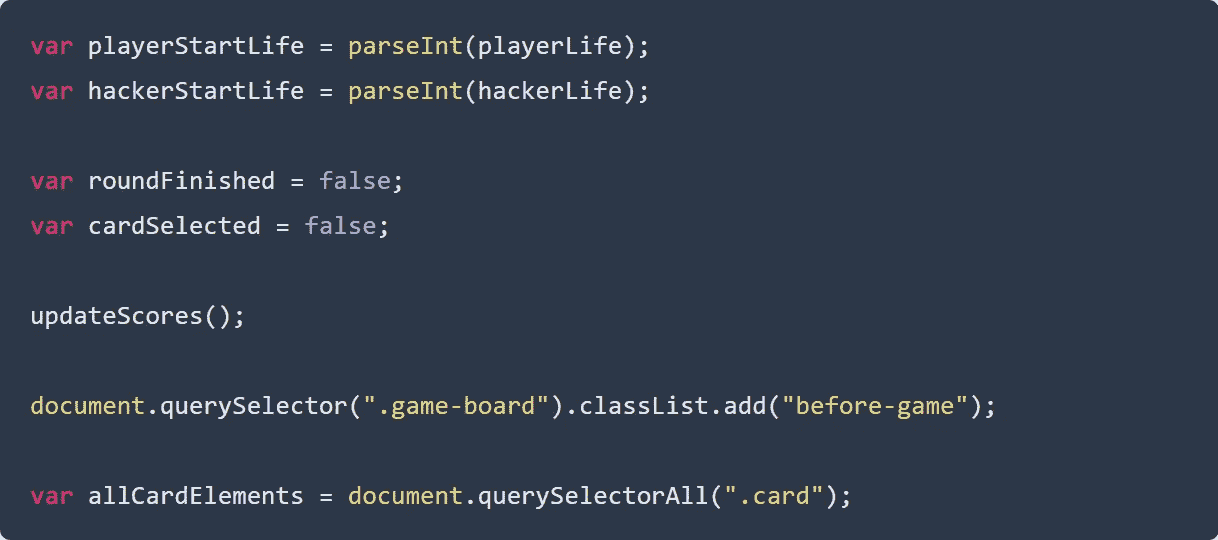 var playerStartLife = parseInt(playerLife);
var hackerStartLife = parseInt(hackerLife);
var roundFinished = false;
var cardSelected = false;
updateScores();
document.querySelector(".game-board").classList.add("before-game");
var allCardElements = document.querySelectorAll(".card");